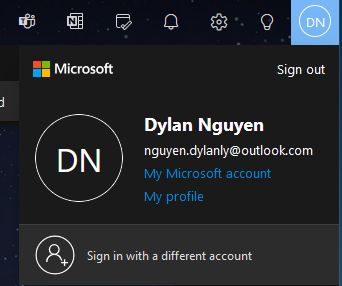 DN
d
Microsoft
Sign out
DN
Dylan Nguyen
nguyen.dylanly@outlook.com
My Microsoft account
My profile
Sign in with a different account